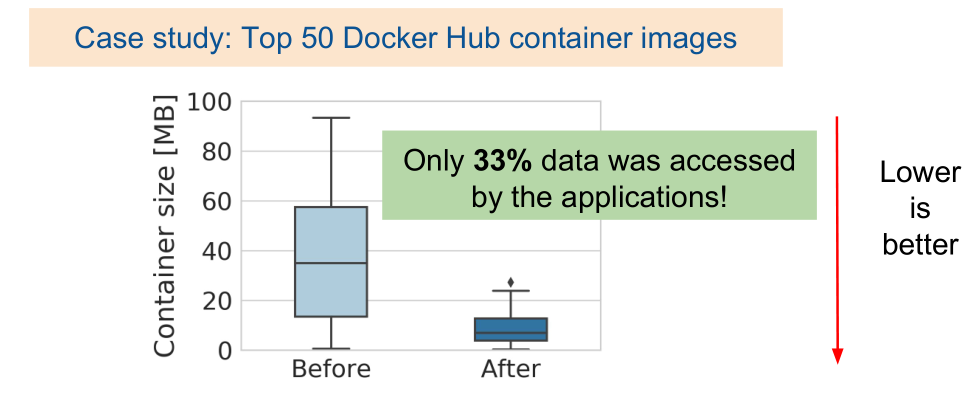 Case study: Top 50 Docker Hub container images
Container size [MB]
100
80
60
40
20
0
Before
After
Only 33% data was accessed
by the applications!
Lower
is
better